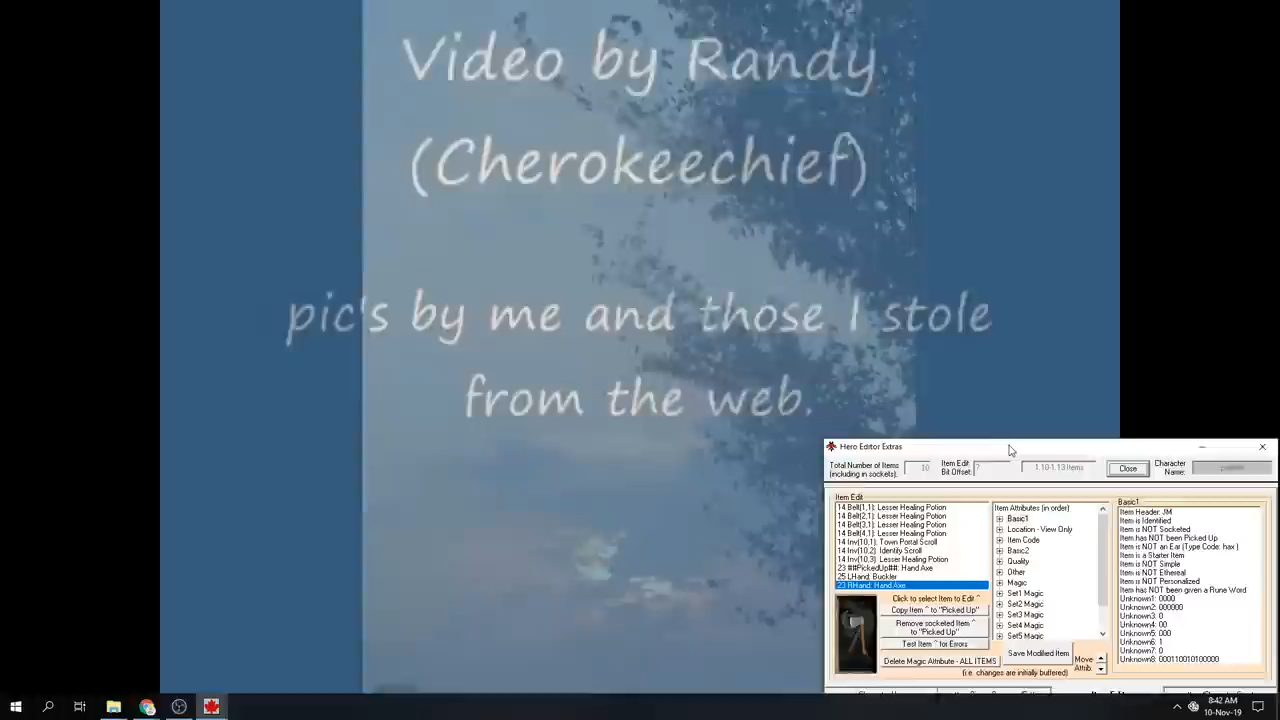 Video by Randy
(Cherokeechief)
pic's by me and those I stole
from the web.
Hero Editor Extras
Total Number of Items
(including in sockets)
10
Item Edit
Bit Offset:
?
1.10-1.13 Items
Close
Character
Name:
Item Edit
14 Belt(1,1): Lesser Healing Potion
14 Belt(2,1): Lesser Healing Potion
14 Belt(3,1): Lesser Healing Potion
14 Belt(4,1): Lesser Healing Potion
14 Inv(10,1): Town Portal Scroll
14 Inv(10,2): Identify Scroll
14 Inv(10,3): Lesser Healing Potion
23 ##PickedUp##: Hand Axe
25 LHand: Buckler
23 RHand: Hand Axe
Click to select Item to Edit ^
Copy Item ^ to "Picked Up"
Remove socketed Item ^
to "Picked Up"
Test Item ^ for Errors
Delete Magic Attribute - ALL ITEMS
Item Attributes (in order)
Basic1
Location - View Only
Item Code
Basic2
Quality
Other
Magic
Set1 Magic
Set2 Magic
Set3 Magic
Set4 Magic
Set5 Magic
Save Modified Item
Move
Attrib.
(i.e. changes are initially buffered)
Basic1
Item Header: JM
Item is Identified
Item is NOT Socketed
Item has NOT been Picked Up
Item is NOT an Ear (Type Code: hax )
Item is a Starter Item
Item is NOT Simple
Item is NOT Ethereal
Item is NOT Personalized
Item has NOT been given a Rune Word
Unknown1: 0000
Unknown2: 000000
Unknown3: 0
Unknown4: 00
Unknown5: 000
Unknown6: 1
Unknown7: 0
Unknown8: 000110010100000
8:42 AM
10-Nov-19